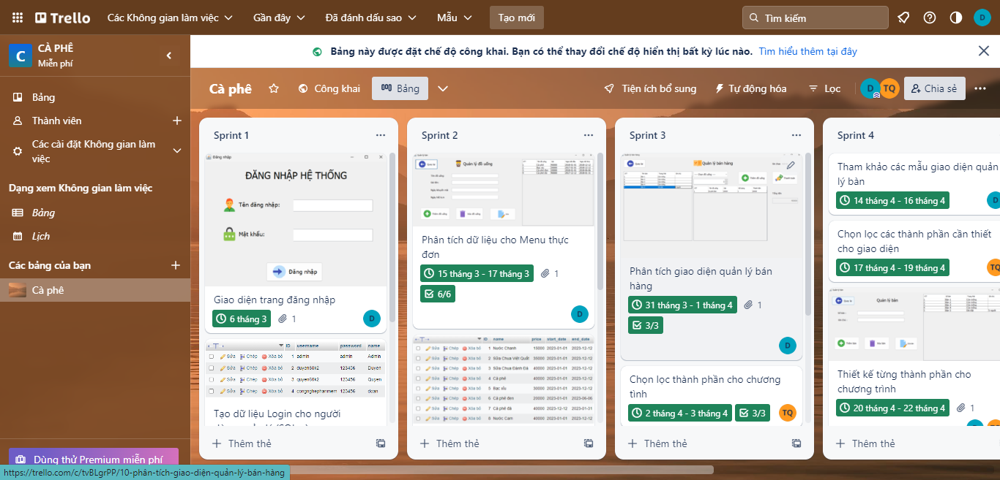 Trello
Các Không gian làm việc
Gần đây
Đã đánh dấu sao
Mẫu
Tạo mới
Tìm kiếm
D
C
CÀ PHÊ
Miễn phí
Bảng
Thành viên
Các cài đặt Không gian làm
việc
Dạng xem Không gian làm việc
Bảng
Lịch
Các bảng của bạn
Cà phê
Dùng thử Premium miễn phí
Bảng này được đặt chế độ công khai. Bạn có thể thay đổi chế độ hiển thị bất kỳ lúc nào. Tìm hiểu thêm tại đây
Cà phê
Công khai
Bảng
Tiện ích bổ sung
Tự động hóa
Lọc
D
TQ
Chia sẻ
Sprint 1
Đăng nhập
ĐĂNG NHẬP HỆ THỐNG
Tên đăng nhập:
Mật khẩu:
Đăng nhập
Giao diện trang đăng nhập
6 tháng 3
1
D
ID username password name
Sửa Chép Xóa bỏ 1 admin admin Admin
Sửa Chép Xóa bỏ 2 duyen50k2 123456 Duyen
Sửa Chép Xóa bỏ 3 quyen60k2 123456 Quyen
Sửa Chép Xóa bỏ 4 congnghephanmem 123456 doan
Tạo dữ liệu Login cho người
Thêm thẻ
Sprint 2
Quản lý đồ uống
Phân tích dữ liệu cho Menu thực
đơn
15 tháng 3 - 17 tháng 3
1
6/6
D
ID name price start_date end_date
Sửa Chép Xóa bỏ 1 Nước Chanh 15000 2023-01-01 2023-12-12
Sửa Chép Xóa bỏ 2 Sữa Chua Việt Quất 30000 2023-01-01 2023-12-12
Sửa Chép Xóa bỏ 3 Sữa Chua Đánh Đá 40000 2023-01-01 2023-12-12
Sửa Chép Xóa bỏ 4 Cà phê 40000 2023-01-01 2023-12-12
Sửa Chép Xóa bỏ 5 Bạc xỉu 30000 2023-01-01 2023-12-12
Sửa Chép Xóa bỏ 6 Cà phê đen 20000 2023-01-01 2023-06-06
Sửa Chép Xóa bỏ 7 Cà phê đá 40000 2023-12-12 2023-01-31
Sửa Chép Xóa bỏ 8 Nước Cam 40000 2023-01-01 2023-12-12
Thêm thẻ
Sprint 3
Quản lý bán hàng
Phân tích giao diện quản lý bán
hàng
31 tháng 3 - 1 tháng 4
1
3/3
D
Chọn lọc thành phần cho chương
tình
2 tháng 4 - 3 tháng 4
3/3
TQ
Thêm thẻ
Sprint 4
Tham khảo các mẫu giao diện quản
lý bàn
14 tháng 4 - 16 tháng 4
D
Chọn lọc các thành phần cần thiết
cho giao diện
17 tháng 4 - 19 tháng 4
TQ
Quản lý bàn
Thiết kế từng thành phần cho
chương trình
20 tháng 4 - 22 tháng 4
1
Thêm thẻ
https://trello.com/c/tvBLgrPP/10-phân-tích-giao-diện-quản-lý-bán-hàng